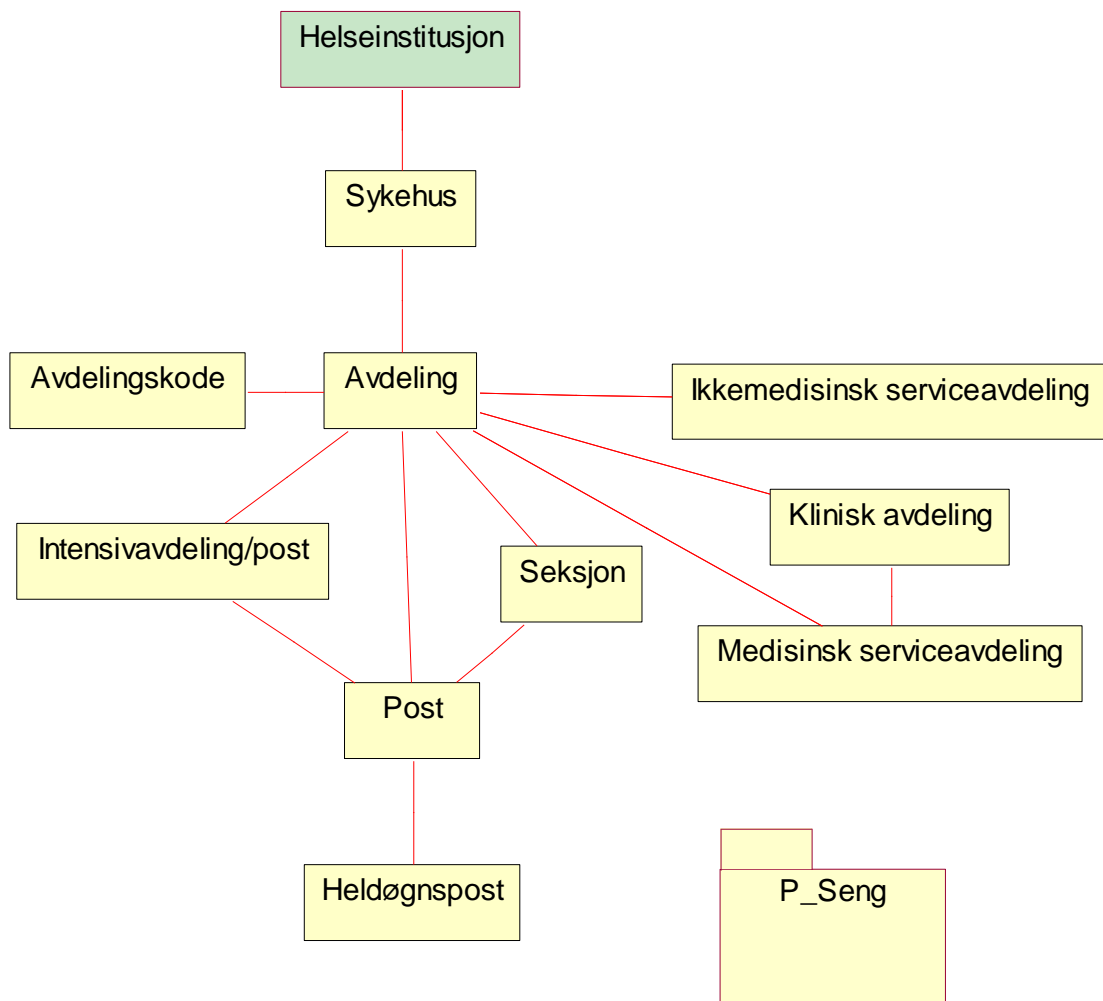 Helseinstitusjon
Sykehus
Avdelingskode
Avdeling
Ikkemedisinsk serviceavdeling
Klinisk avdeling
Intensivavdeling/post
Seksjon
Medisinsk serviceavdeling
Post
Heldøgnspost
P_Seng